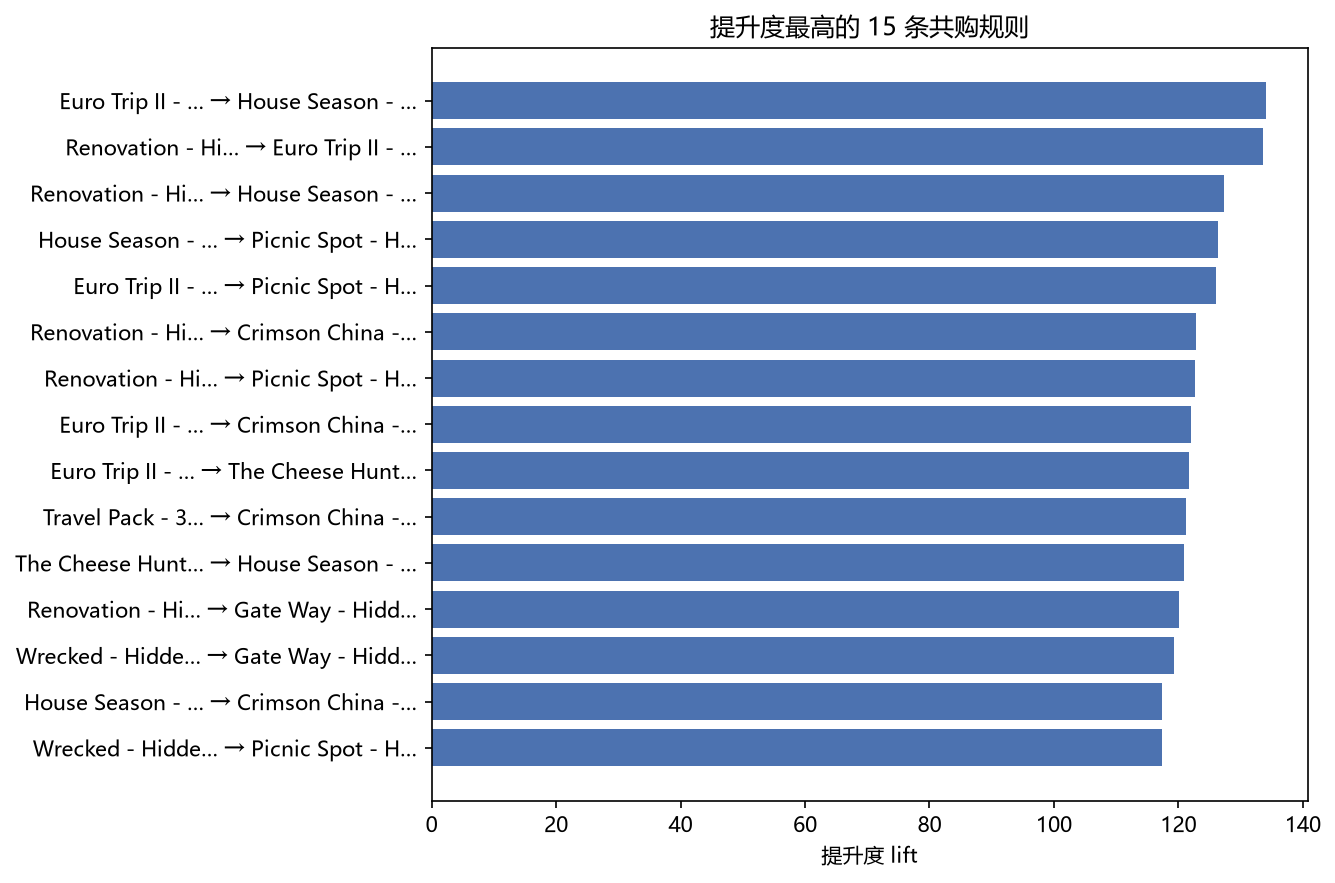 提升度最高的 15 条共购规则
Euro Trip II - ... → House Season - ...
Renovation - Hi... → Euro Trip II - ...
Renovation - Hi... → House Season - ...
House Season - ... → Picnic Spot - H...
Euro Trip II - ... → Picnic Spot - H...
Renovation - Hi... → Crimson China -...
Renovation - Hi... → Picnic Spot - H...
Euro Trip II - ... → Crimson China -...
Euro Trip II - ... → The Cheese Hunt...
Travel Pack - 3... → Crimson China -...
The Cheese Hunt... → House Season - ...
Renovation - Hi... → Gate Way - Hidd...
Wrecked - Hidde... → Gate Way - Hidd...
House Season - ... → Crimson China -...
Wrecked - Hidde... → Picnic Spot - H...
0 20 40 60 80 100 120 140
提升度 lift